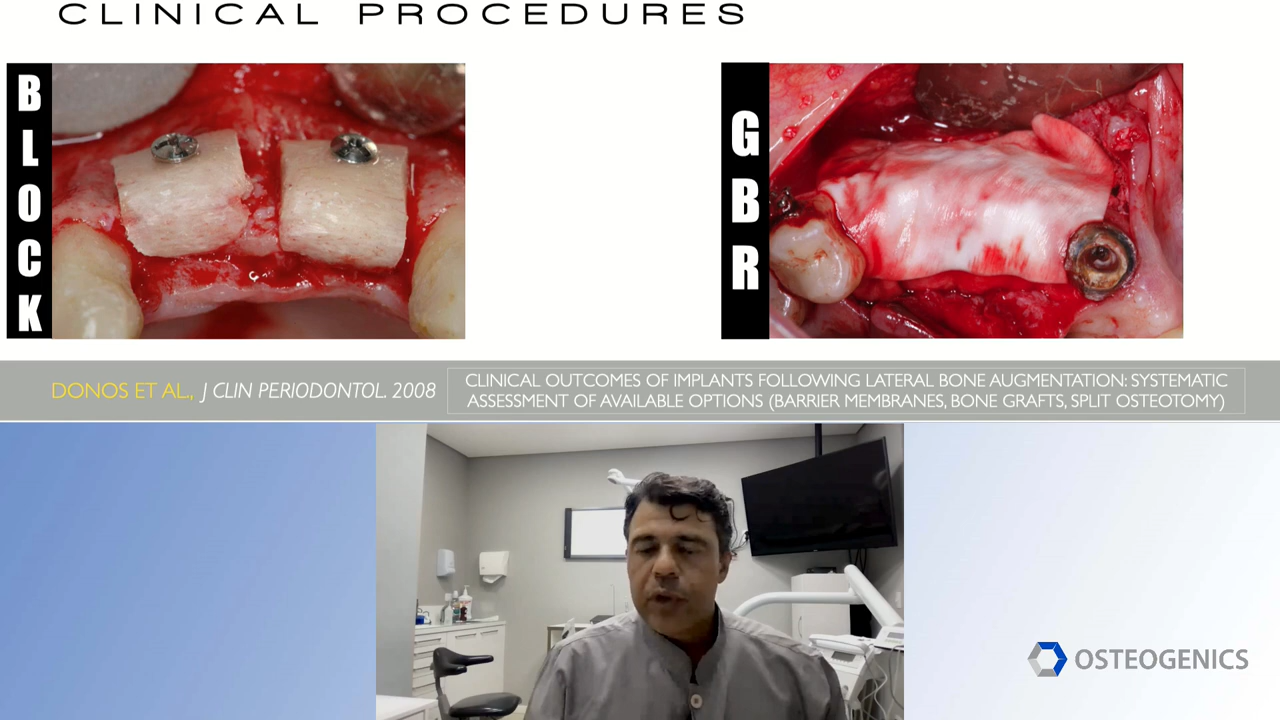 CLINICAL PROCEDURES
BLOCK
GBR
DONOS ET AL., J CLIN PERIODONTOL. 2008
CLINICAL OUTCOMES OF IMPLANTS FOLLOWING LATERAL BONE AUGMENTATION: SYSTEMATIC
ASSESSMENT OF AVAILABLE OPTIONS (BARRIER MEMBRANES, BONE GRAFTS, SPLIT OSTEOTOMY)
OSTEOGENICS